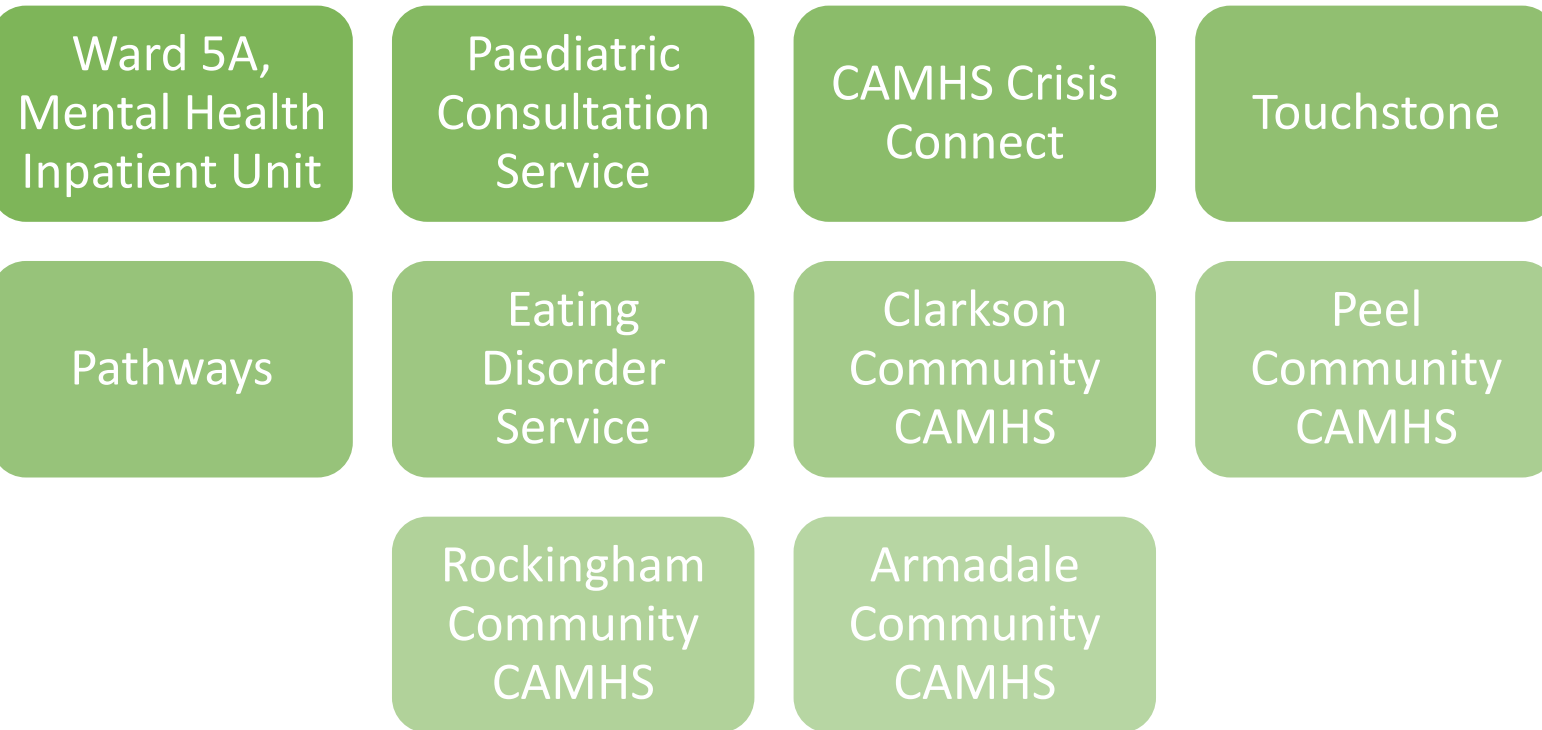 Ward 5A,
Mental Health
Inpatient Unit
Paediatric
Consultation
Service
CAMHS Crisis
Connect
Touchstone
Pathways
Eating
Disorder
Service
Clarkson
Community
CAMHS
Peel
Community
CAMHS
Rockingham
Community
CAMHS
Armadale
Community
CAMHS